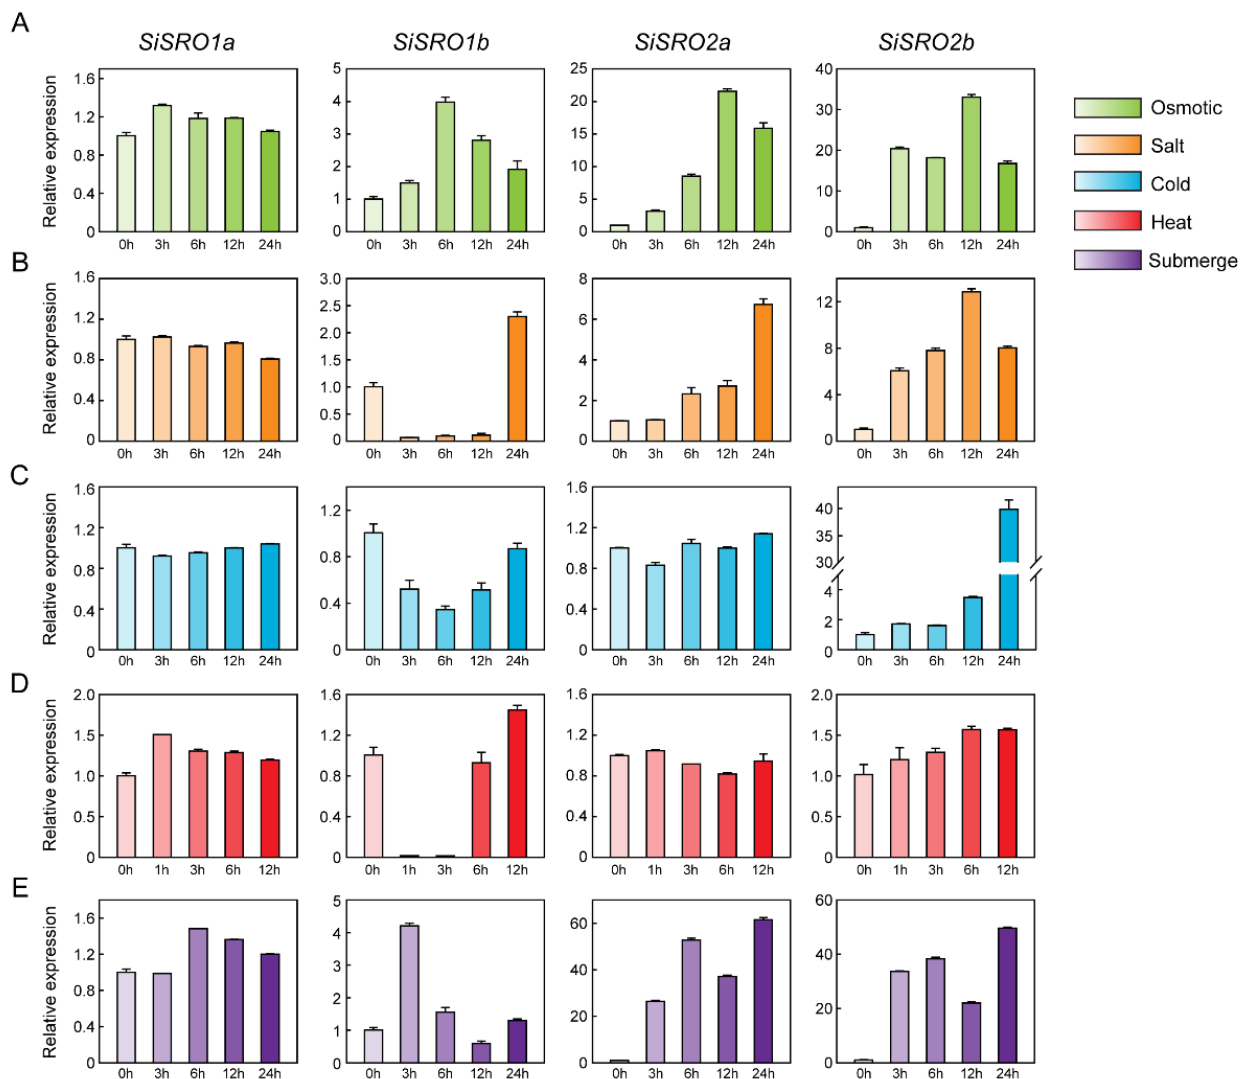 A
SiSRO1a SiSRO1b SiSRO2a SiSRO2b
Relative expression
1.6 1.2 0.8 0.4 0
0h 3h 6h 12h 24h
5 4 3 2 1 0
0h 3h 6h 12h 24h
25 20 15 10 5 0
0h 3h 6h 12h 24h
40 30 20 10 0
0h 3h 6h 12h 24h
Osmotic
Salt
Cold
Heat
Submerge
B
Relative expression
1.6 1.2 0.8 0.4 0
0h 3h 6h 12h 24h
3.0 2.5 2.0 1.0 0.5 0
0h 3h 6h 12h 24h
8 6 4 2 0
0h 3h 6h 12h 24h
12 8 4 0
0h 3h 6h 12h 24h
C
Relative expression
1.6 1.2 0.8 0.4 0
0h 3h 6h 12h 24h
1.2 0.8 0.4 0
0h 3h 6h 12h 24h
1.6 1.2 0.8 0.4 0
0h 3h 6h 12h 24h
40 35 30 4 2 0
0h 3h 6h 12h 24h
D
Relative expression
2.0 1.5 1.0 0.5 0
0h 1h 3h 6h 12h
1.6 1.2 0.8 0.4 0
0h 1h 3h 6h 12h
1.6 1.2 0.8 0.4 0
0h 1h 3h 6h 12h
2.0 1.5 1.0 0.5 0
0h 1h 3h 6h 12h
E
Relative expression
1.6 1.2 0.8 0.4 0
0h 3h 6h 12h 24h
5 4 3 2 1 0
0h 3h 6h 12h 24h
60 40 20 0
0h 3h 6h 12h 24h
60 40 20 0
0h 3h 6h 12h 24h